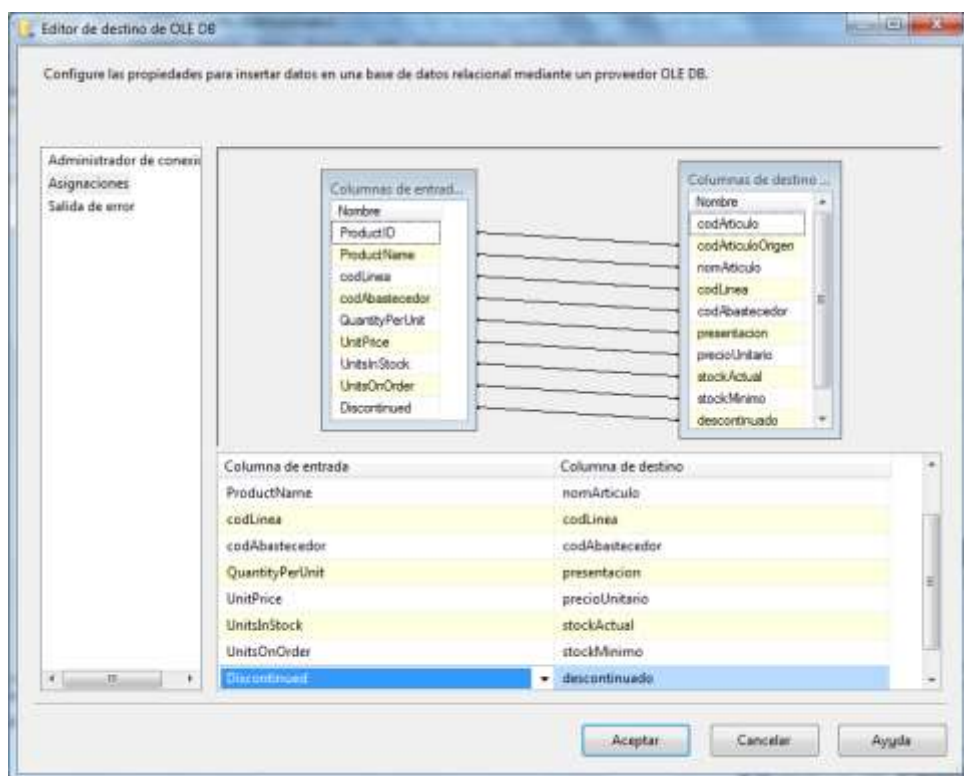 Editor de destino de OLE DB
Configure las propiedades para insertar datos en una base de datos relacional mediante un proveedor OLE DB.
Administrador de conexi
Asignaciones
Salida de error
Columnas de entrad...
Nombre
ProductID
ProductName
codLinea
codAbastecedor
QuantityPerUnit
UnitPrice
UnitsInStock
UnitsOnOrder
Discontinued
Columnas de destino ...
Nombre
codArticulo
codArticuloOrigen
nomArticulo
codLinea
codAbastecedor
presentacion
precioUnitario
stockActual
stockMinimo
descontinuado
Columna de entrada Columna de destino
ProductName nomArticulo
codLinea codLinea
codAbastecedor codAbastecedor
QuantityPerUnit presentacion
UnitPrice precioUnitario
UnitsInStock stockActual
UnitsOnOrder stockMinimo
Discontinued descontinuado
Aceptar Cancelar Ayuda